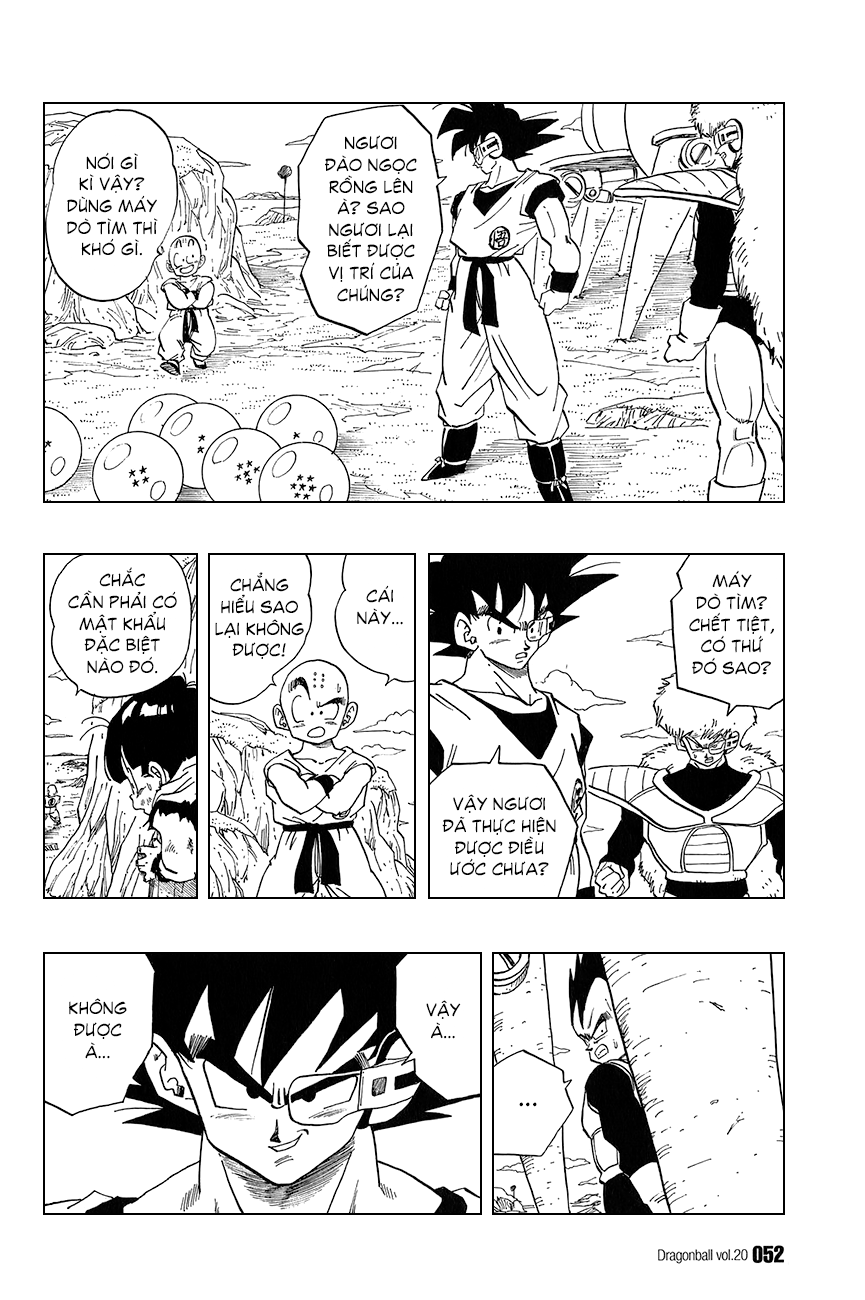 NGƯƠI
ĐÀO NGỌC
RỒNG LÊN
À? SAO
NGƯƠI LẠI
BIẾT ĐƯỢC
VỊ TRÍ CỦA
CHÚNG?
NÓI GÌ
KÌ VẬY?
DÙNG MÁY
DÒ TÌM THÌ
KHÓ GÌ.
悟
MÁY
DÒ TÌM?
CHẾT TIỆT,
CÓ THỨ
ĐÓ SAO?
VẬY NGƯƠI
ĐÃ THỰC HIỆN
ĐƯỢC ĐIỀU
ƯỚC CHƯA?
CÁI
NÀY...
CHẲNG
HIỂU SAO
LẠI KHÔNG
ĐƯỢC!
CHẮC
CẦN PHẢI CÓ
MẬT KHẨU
ĐẶC BIỆT
NÀO ĐÓ.
...
VẬY
À...
KHÔNG
ĐƯỢC
À...
Dragonball vol.20 052